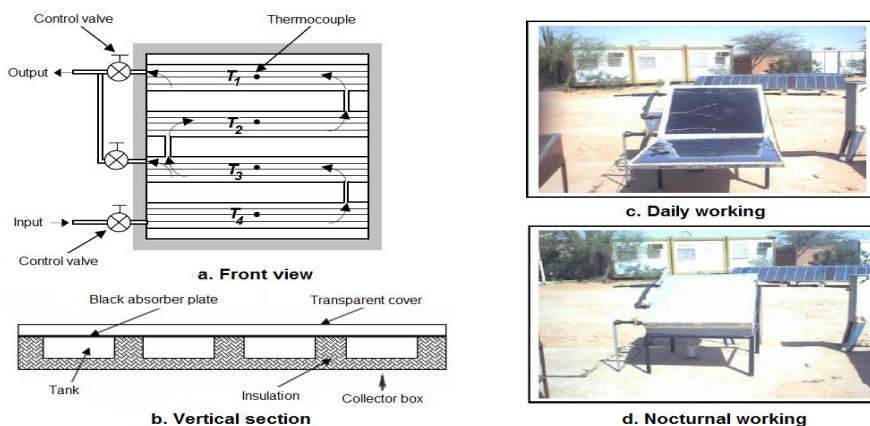 Control valve
Thermocouple
Output
T1
T2
T3
Input
T4
Control valve
a. Front view
Black absorber plate
Transparent cover
Tank
Insulation
Collector box
b. Vertical section
c. Daily working
d. Nocturnal working